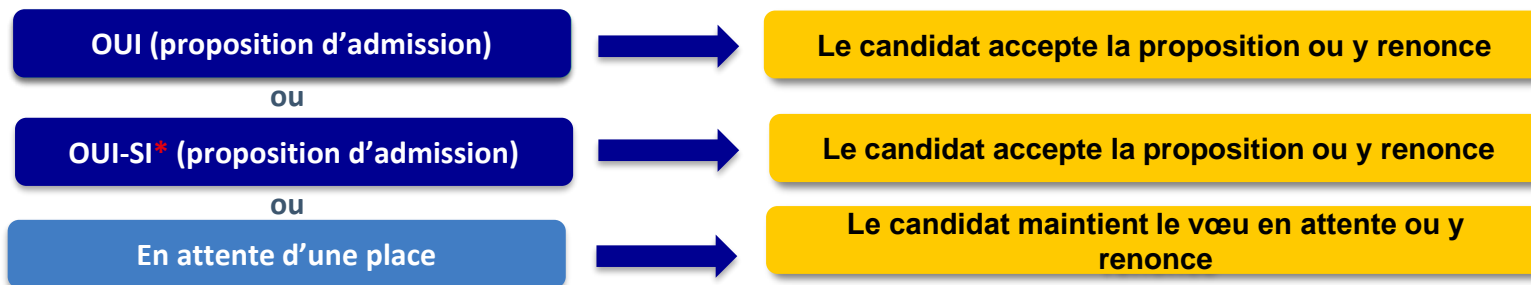 OUI (proposition d’admission)
Le candidat accepte la proposition ou y renonce
ou
OUI-SI* (proposition d’admission)
Le candidat accepte la proposition ou y renonce
ou
En attente d’une place
Le candidat maintient le vœu en attente ou y
renonce